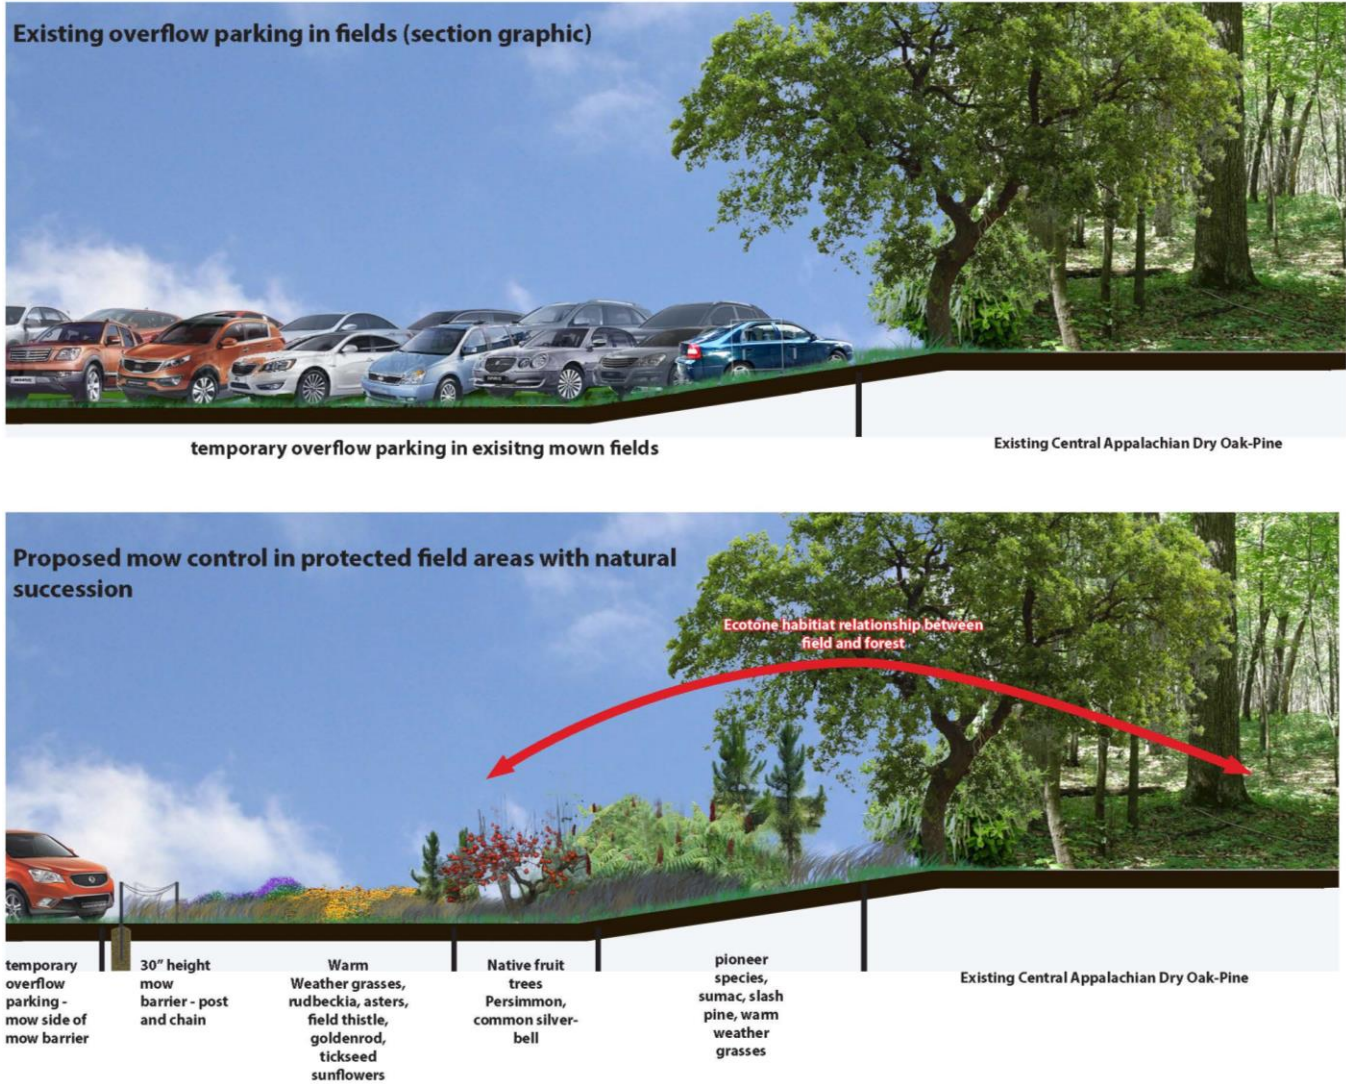 Existing overflow parking in fields (section graphic)
temporary overflow parking in exisitng mown fields
Existing Central Appalachian Dry Oak-Pine
Proposed mow control in protected field areas with natural
succession
Ecotone habitiat relationship between
field and forest
temporary
overflow
parking -
mow side of
mow barrier
30” height
mow
barrier - post
and chain
Warm
Weather grasses,
rudbeckia, asters,
field thistle,
goldenrod,
tickseed
sunflowers
Native fruit
trees
Persimmon,
common silver-
bell
pioneer
species,
sumac, slash
pine, warm
weather
grasses
Existing Central Appalachian Dry Oak-Pine